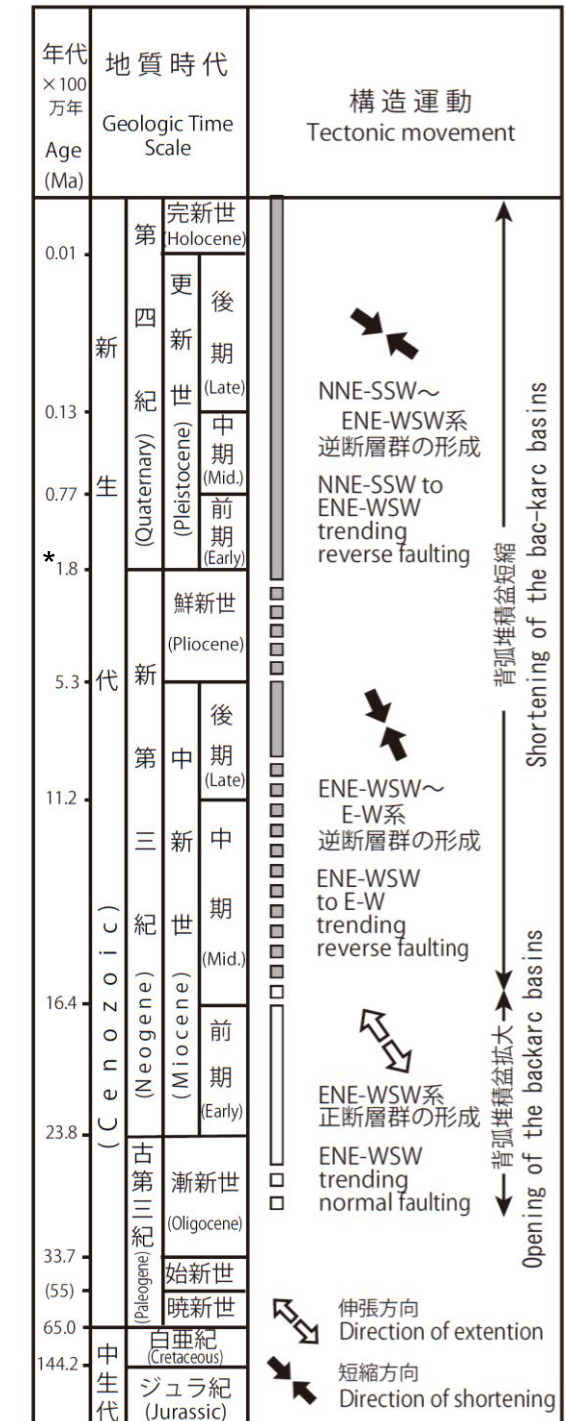 年代
×100
万年
Age
(Ma)
地質時代
Geologic Time
Scale
構造運動
Tectonic movement
0.01
0.13
0.77
*
1.8
5.3
11.2
16.4
23.8
33.7
(55)
65.0
144.2
新生代
(Cenozoic)
第四紀
(Quaternary)
完新世
(Holocene)
更新世
(Pleistocene)
後期
(Late)
中期
(Mid.)
前期
(Early)
新第三紀
(Neogene)
鮮新世
(Pliocene)
中新世
(Miocene)
後期
(Late)
中期
(Mid.)
前期
(Early)
古第三紀
(Paleogene)
漸新世
(Oligocene)
始新世
暁新世
中生代
白亜紀
(Cretaceous)
ジュラ紀
(Jurassic)
NNE-SSW～
ENE-WSW系
逆断層群の形成
NNE-SSW to
ENE-WSW
trending
reverse faulting
ENE-WSW～
E-W系
逆断層群の形成
ENE-WSW
to E-W
trending
reverse faulting
ENE-WSW系
正断層群の形成
ENE-WSW
trending
normal faulting
背弧堆積盆短縮
Shortening of the bac-karc basins
背弧堆積盆拡大
Opening of the backarc basins
伸張方向
Direction of extention
短縮方向
Direction of shortening